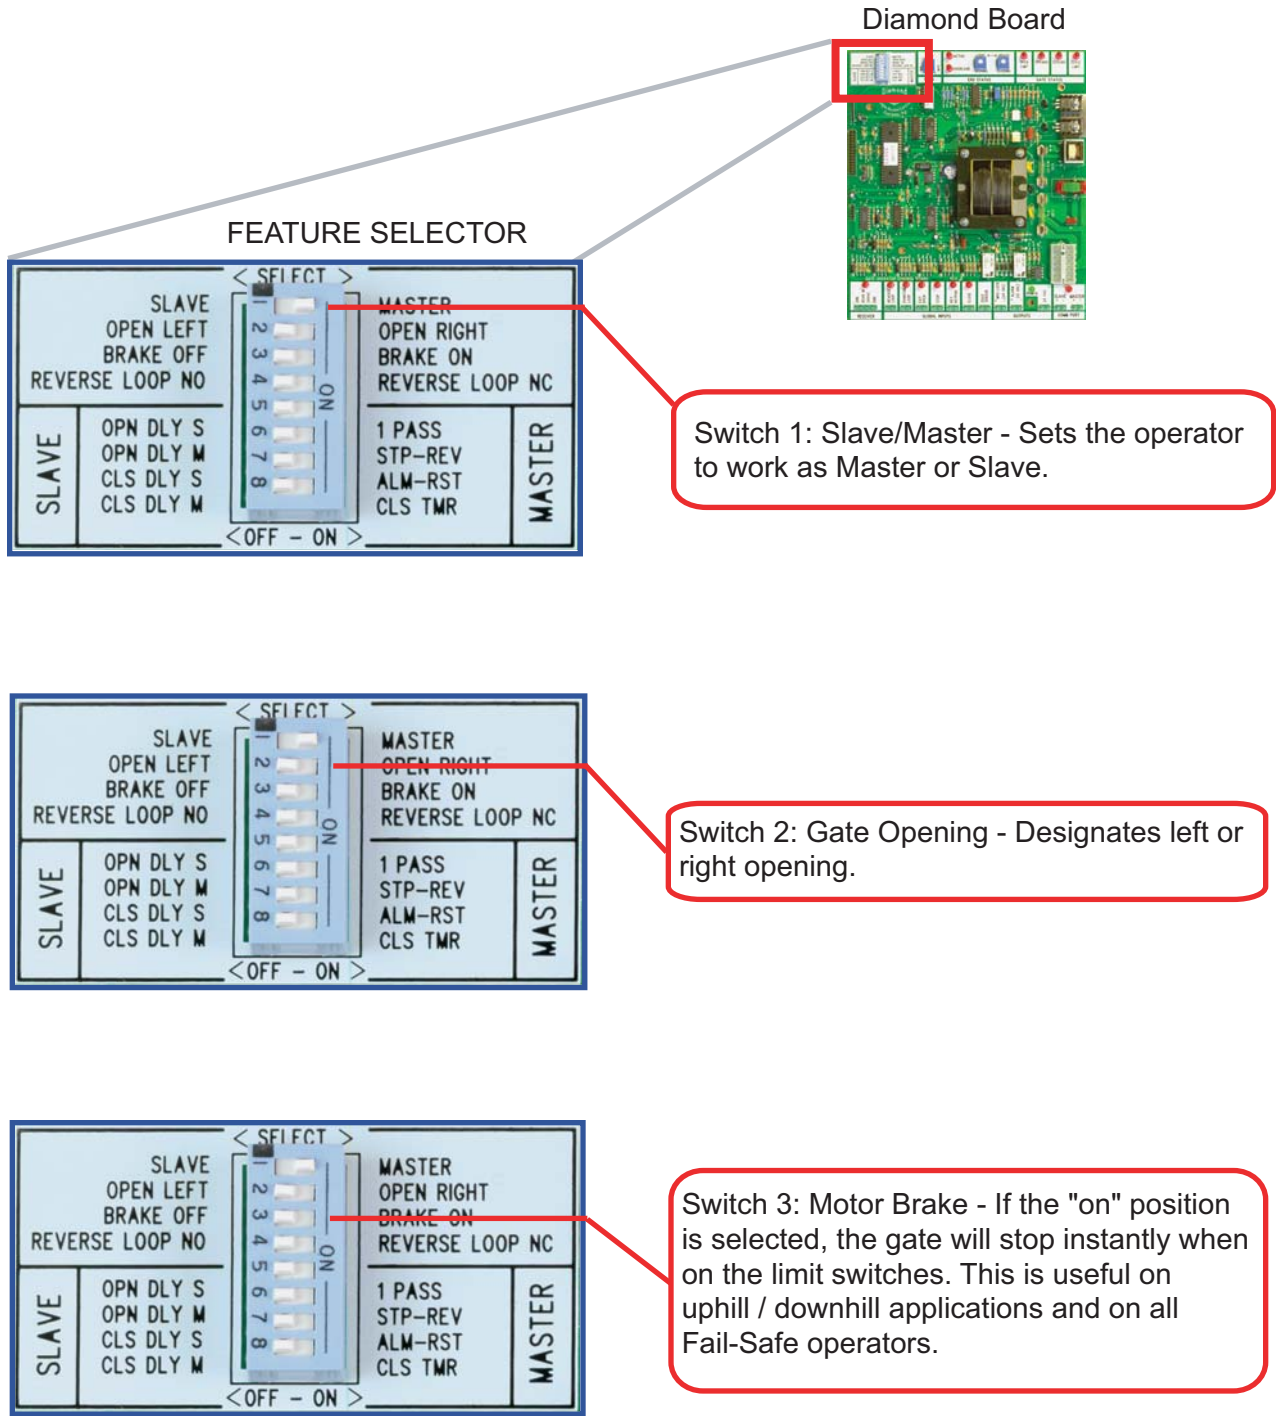 Diamond Board
FEATURE SELECTOR
< SELECT >
SLAVE 1 MASTER
OPEN LEFT 2 OPEN RIGHT
BRAKE OFF 3 BRAKE ON
REVERSE LOOP NO 4 REVERSE LOOP NC
ON
5
SLAVE
OPN DLY S 6 1 PASS
OPN DLY M 7 STP-REV
CLS DLY S 8 ALM-RST
CLS DLY M CLS TMR
MASTER
<OFF - ON >
Switch 1: Slave/Master - Sets the operator
to work as Master or Slave.
< SELECT >
SLAVE 1 MASTER
OPEN LEFT 2 OPEN RIGHT
BRAKE OFF 3 BRAKE ON
REVERSE LOOP NO 4 REVERSE LOOP NC
ON
5
SLAVE
OPN DLY S 6 1 PASS
OPN DLY M 7 STP-REV
CLS DLY S 8 ALM-RST
CLS DLY M CLS TMR
MASTER
<OFF - ON >
Switch 2: Gate Opening - Designates left or
right opening.
< SELECT >
SLAVE 1 MASTER
OPEN LEFT 2 OPEN RIGHT
BRAKE OFF 3 BRAKE ON
REVERSE LOOP NO 4 REVERSE LOOP NC
ON
5
SLAVE
OPN DLY S 6 1 PASS
OPN DLY M 7 STP-REV
CLS DLY S 8 ALM-RST
CLS DLY M CLS TMR
MASTER
<OFF - ON >
Switch 3: Motor Brake - If the "on" position
is selected, the gate will stop instantly when
on the limit switches. This is useful on
uphill / downhill applications and on all
Fail-Safe operators.